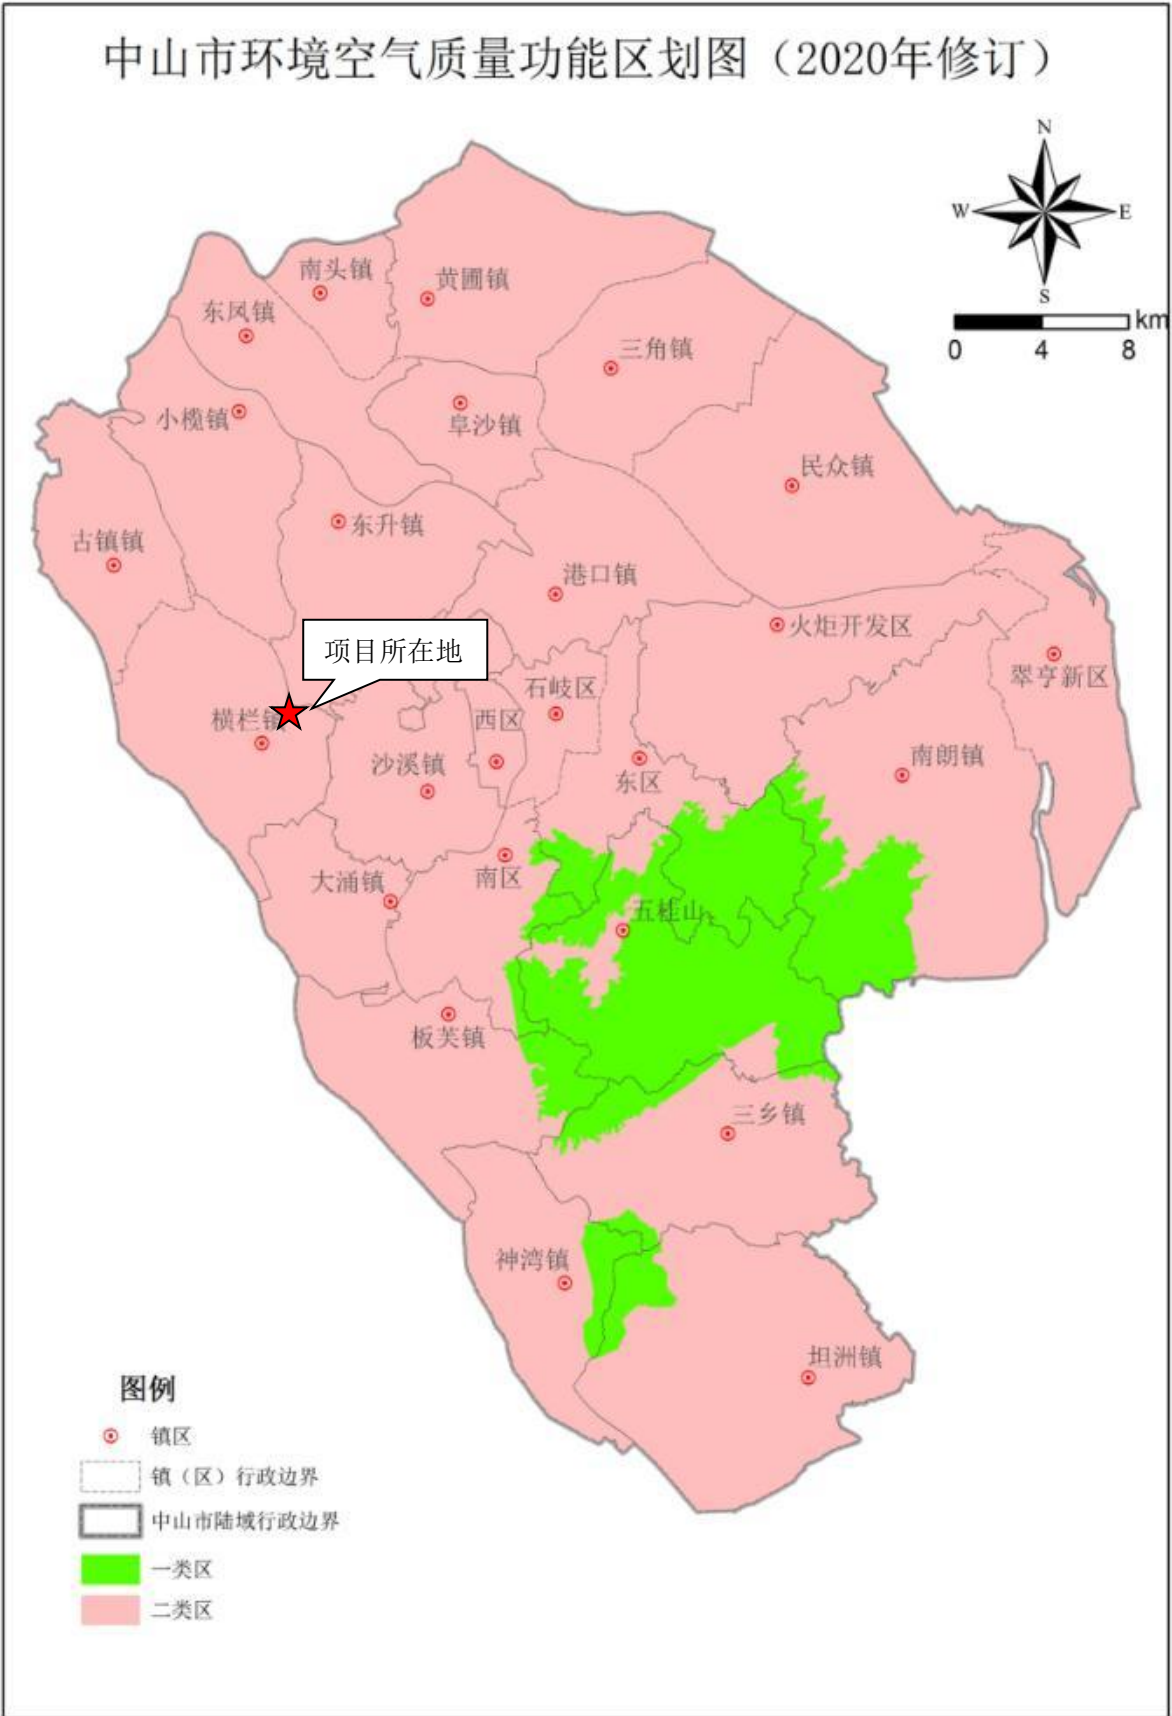 中山市环境空气质量功能区划图（2020年修订）
N
W
E
S
km
0 4 8
南头镇
黄圃镇
东凤镇
三角镇
小榄镇
阜沙镇
民众镇
东升镇
古镇镇
港口镇
火炬开发区
项目所在地
翠亨新区
石岐区
横栏镇
西区
南朗镇
沙溪镇
东区
大涌镇
南区
五桂山
板芙镇
三乡镇
神湾镇
坦洲镇
图例
镇区
镇（区）行政边界
中山市陆域行政边界
一类区
二类区